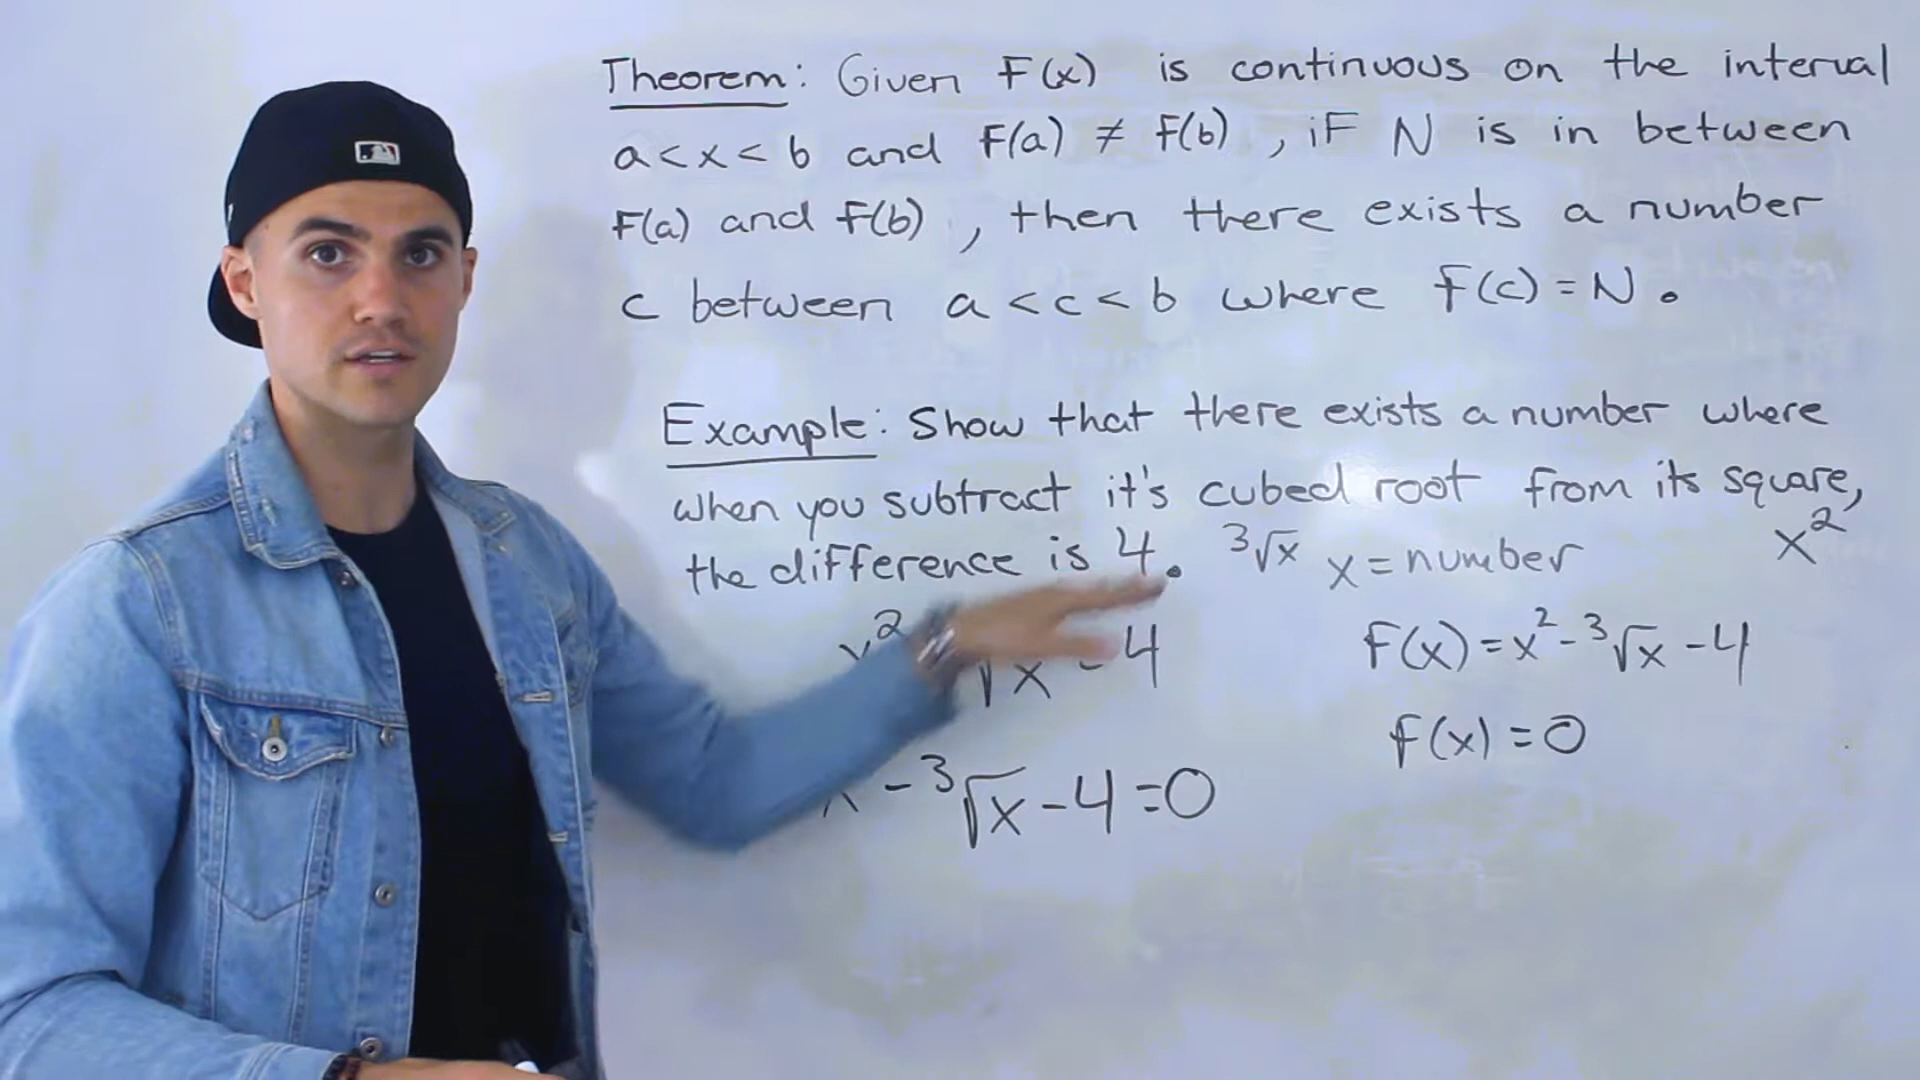 Theorem: Given F(x) is continuous on the interval
a < x < b and F(a) ≠ F(b), iF N is in between
F(a) and F(b), then there exists a number
c between a < c < b where F(c) = N.
Example: Show that there exists a number where
when you subtract it's cubed root from its square,
the difference is 4. ³√x x = number x²
√x = 4
F(x) = x² - ³√x - 4
f(x) = 0
- ³√x - 4 = 0